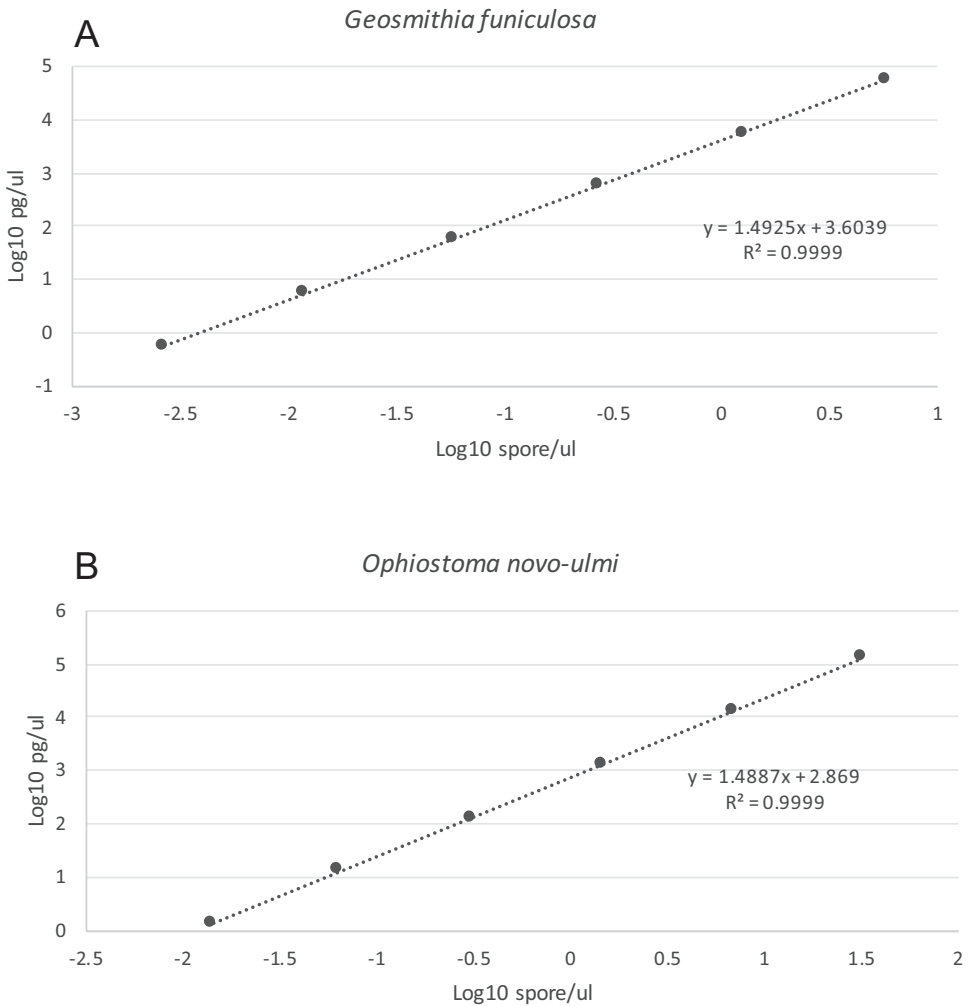 A
Geosmithia funiculosa
5
4
3
2
1
0
-1
Log10 pg/ul
y = 1.4925x + 3.6039
R² = 0.9999
-3 -2.5 -2 -1.5 -1 -0.5 0 0.5 1
Log10 spore/ul
B
Ophiostoma novo-ulmi
6
5
4
3
2
1
0
Log10 pg/ul
y = 1.4887x + 2.869
R² = 0.9999
-2.5 -2 -1.5 -1 -0.5 0 0.5 1 1.5 2
Log10 spore/ul